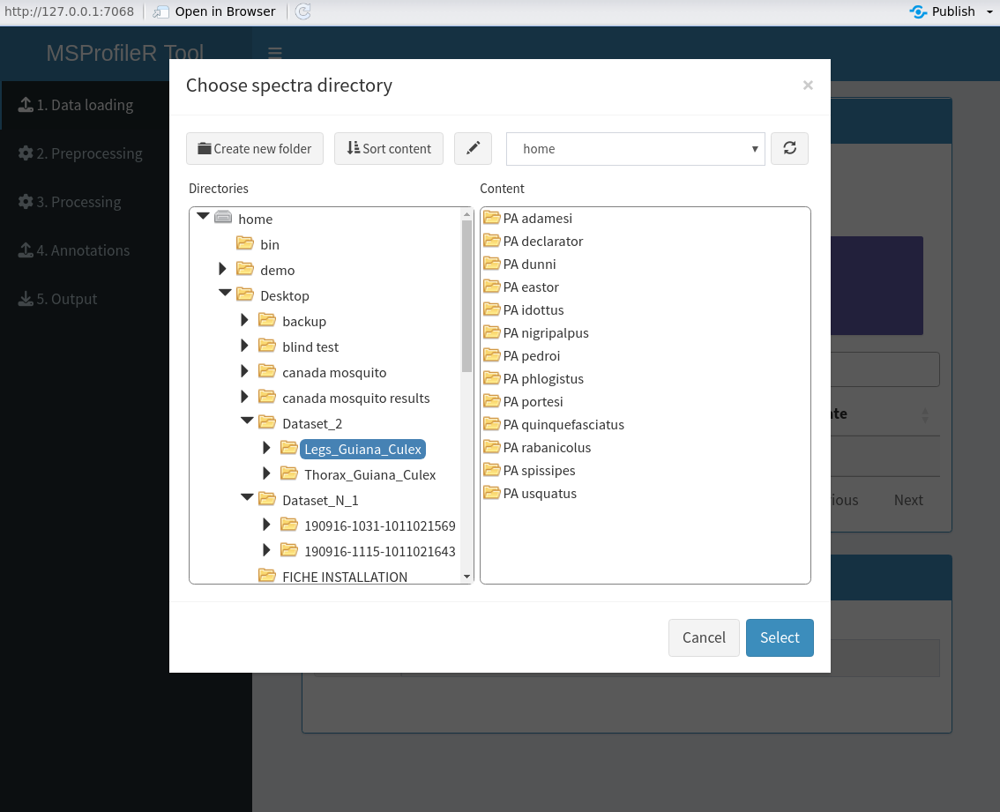 http://127.0.0.1:7068 Open in Browser Publish
MSProfileR Tool
1. Data loading
2. Preprocessing
3. Processing
4. Annotations
5. Output
Choose spectra directory ×
Create new folder Sort content home
Directories Content
home
bin
demo
Desktop
backup
blind test
canada mosquito
canada mosquito results
Dataset_2
Legs_Guiana_Culex
Thorax_Guiana_Culex
Dataset_N_1
190916-1031-1011021569
190916-1115-1011021643
FICHE INSTALLATION
PA adamesi
PA declarator
PA dunni
PA eastor
PA idottus
PA nigripalpus
PA pedroi
PA phlogistus
PA portesi
PA quinquefasciatus
PA rabanicolus
PA spissipes
PA usquatus
Next
Cancel Select